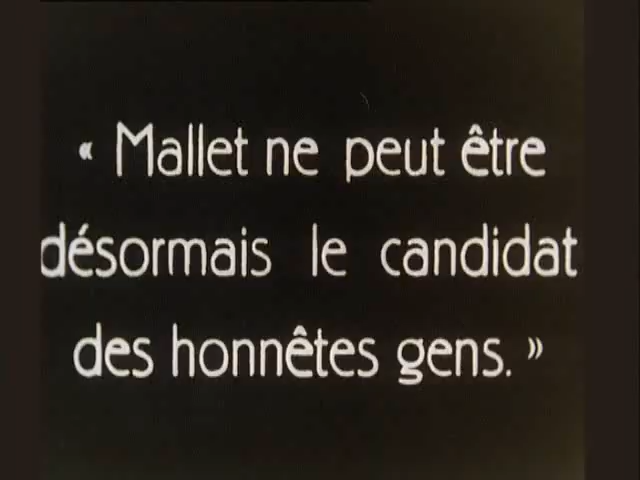 « Mallet ne peut être
désormais le candidat
des honnêtes gens. »